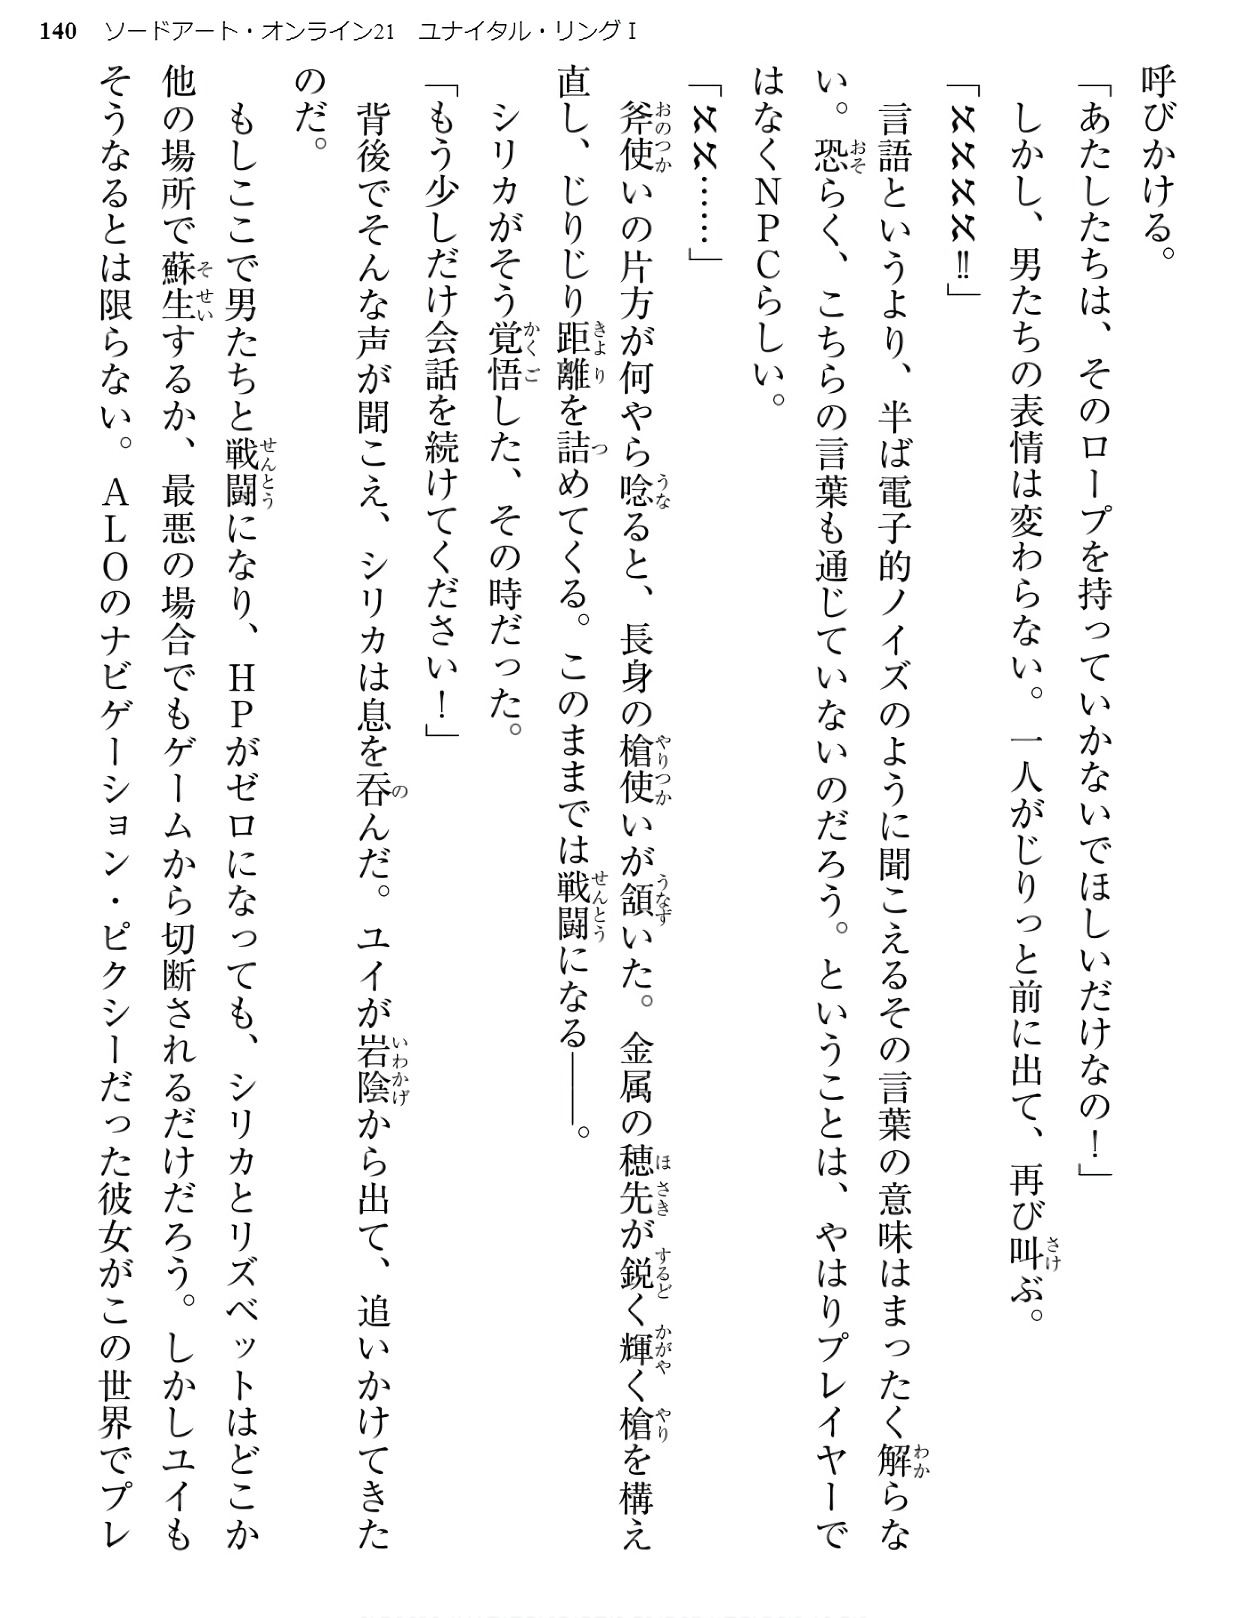 140 ソードアート・オンライン21 ユナイタル・リングⅠ
呼びかける。
「あたしたちは、そのロープを持っていかないでほしいだけなの！」
しかし、男たちの表情は変わらない。一人がじりっと前に出て、再び叫ぶ。
「ℵℵℵℵ‼」
言語というより、半ば電子的ノイズのように聞こえるその言葉の意味はまったく解らな
い。恐らく、こちらの言葉も通じていないのだろう。ということは、やはりプレイヤーで
はなくＮＰＣらしい。
「ℵℵ……」
斧使いの片方が何やら唸ると、長身の槍使いが頷いた。金属の穂先が鋭く輝く槍を構え
直し、じりじり距離を詰めてくる。このままでは戦闘になる――。
シリカがそう覚悟した、その時だった。
「もう少しだけ会話を続けてください！」
背後でそんな声が聞こえ、シリカは息を呑んだ。ユイが岩陰から出て、追いかけてきた
のだ。
もしここで男たちと戦闘になり、ＨＰがゼロになっても、シリカとリズベットはどこか
他の場所で蘇生するか、最悪の場合でもゲームから切断されるだけだろう。しかしユイも
そうなるとは限らない。ＡＬＯのナビゲーション・ピクシーだった彼女がこの世界でプレ